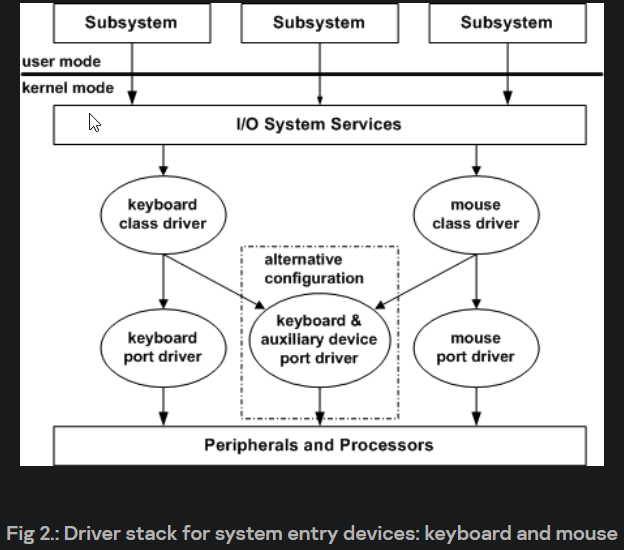 Subsystem
Subsystem
Subsystem
user mode
kernel mode
I/O System Services
keyboard
class driver
mouse
class driver
alternative
configuration
keyboard
port driver
keyboard &
auxiliary device
port driver
mouse
port driver
Peripherals and Processors
Fig 2.: Driver stack for system entry devices: keyboard and mouse